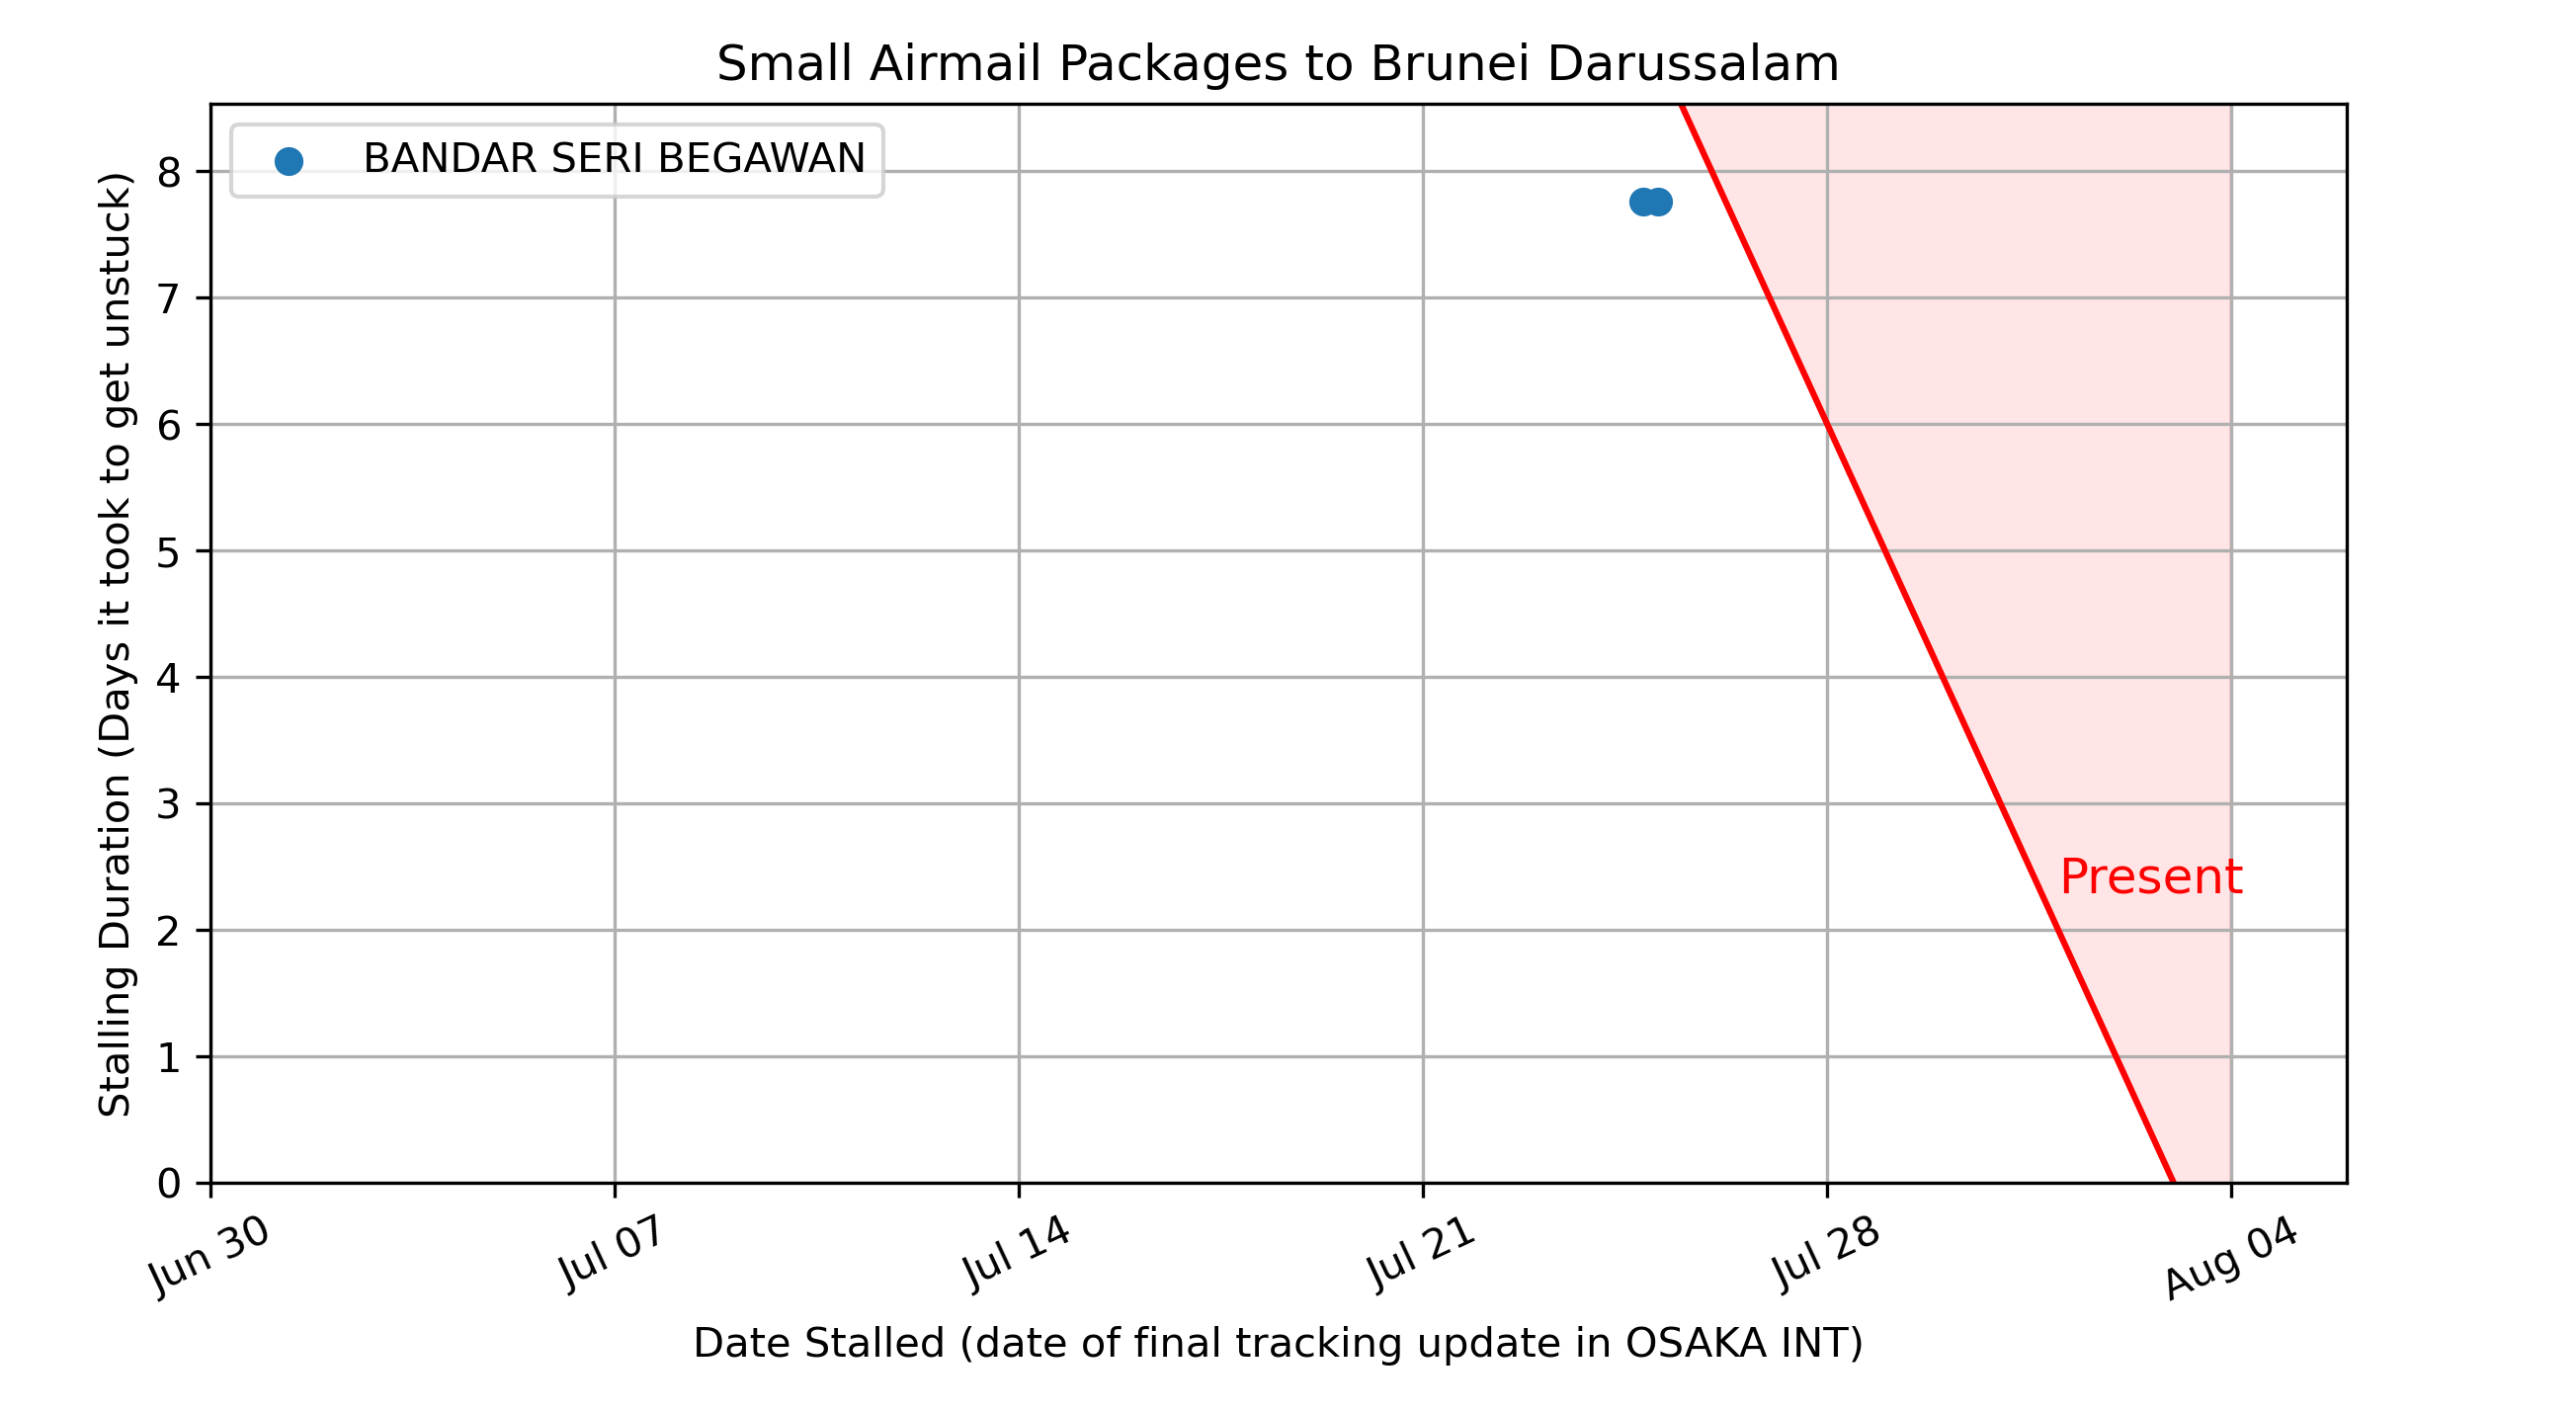 Small Airmail Packages to Brunei Darussalam
BANDAR SERI BEGAWAN
Stalling Duration (Days it took to get unstuck)
8
7
6
5
4
3
2
1
0
Present
Jun 30
Jul 07
Jul 14
Jul 21
Jul 28
Aug 04
Date Stalled (date of final tracking update in OSAKA INT)